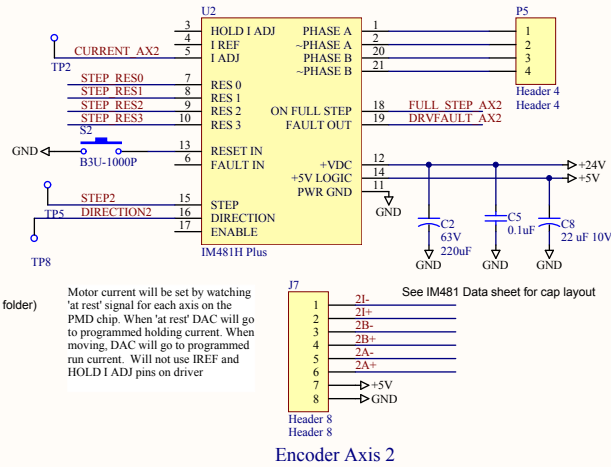 U2
P5
3 HOLD I ADJ PHASE A 1 1
4 I REF ~PHASE A 2 2
CURRENT_AX2 5 I ADJ PHASE B 20 3
TP2 ~PHASE B 21 4
STEP_RES0 7 RES 0
STEP_RES1 8 RES 1
STEP_RES2 9 RES 2 ON FULL STEP 18 FULL_STEP_AX2
STEP_RES3 10 RES 3 FAULT OUT 19 DRVFAULT_AX2
Header 4
Header 4
S2
GND 13 RESET IN
B3U-1000P 6 FAULT IN
+VDC 12 +24V
+5V LOGIC 14 +5V
PWR GND 11
GND
STEP2 15 STEP
TP5 DIRECTION2 16 DIRECTION
17 ENABLE
TP8
IM481H Plus
C2
63V
220uF
GND
C5
0.1uF
GND
C8
22 uF 10V
GND
See IM481 Data sheet for cap layout
folder)
Motor current will be set by watching
'at rest' signal for each axis on the
PMD chip. When 'at rest' DAC will go
to programmed holding current. When
moving, DAC will go to programmed
run current. Will not use IREF and
HOLD I ADJ pins on driver
J7
1 2I-
2 2I+
3 2B-
4 2B+
5 2A-
6 2A+
7 +5V
8 GND
Header 8
Header 8
Encoder Axis 2